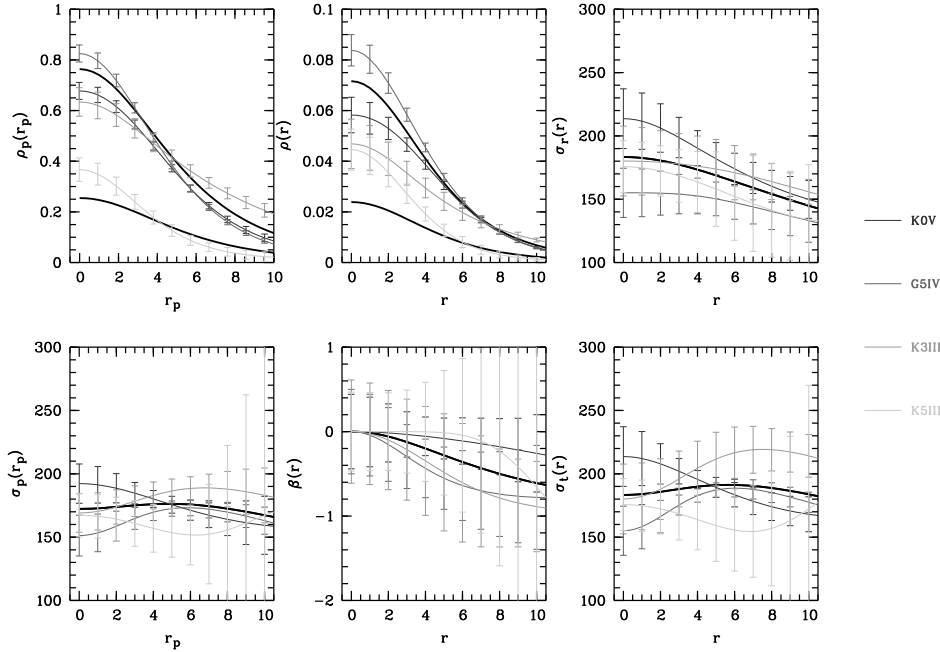 1
0.8
0.6
0.4
0.2
0
ρp(rp)
0 2 4 6 8 10
rp
0.1
0.08
0.06
0.04
0.02
0
ρ(r)
0 2 4 6 8 10
r
300
250
200
150
100
σr(r)
0 2 4 6 8 10
r
K0V
G5IV
K3III
K5III
300
250
200
150
100
σp(rp)
0 2 4 6 8 10
rp
1
0
−1
−2
β(r)
0 2 4 6 8 10
r
300
250
200
150
100
σt(r)
0 2 4 6 8 10
r